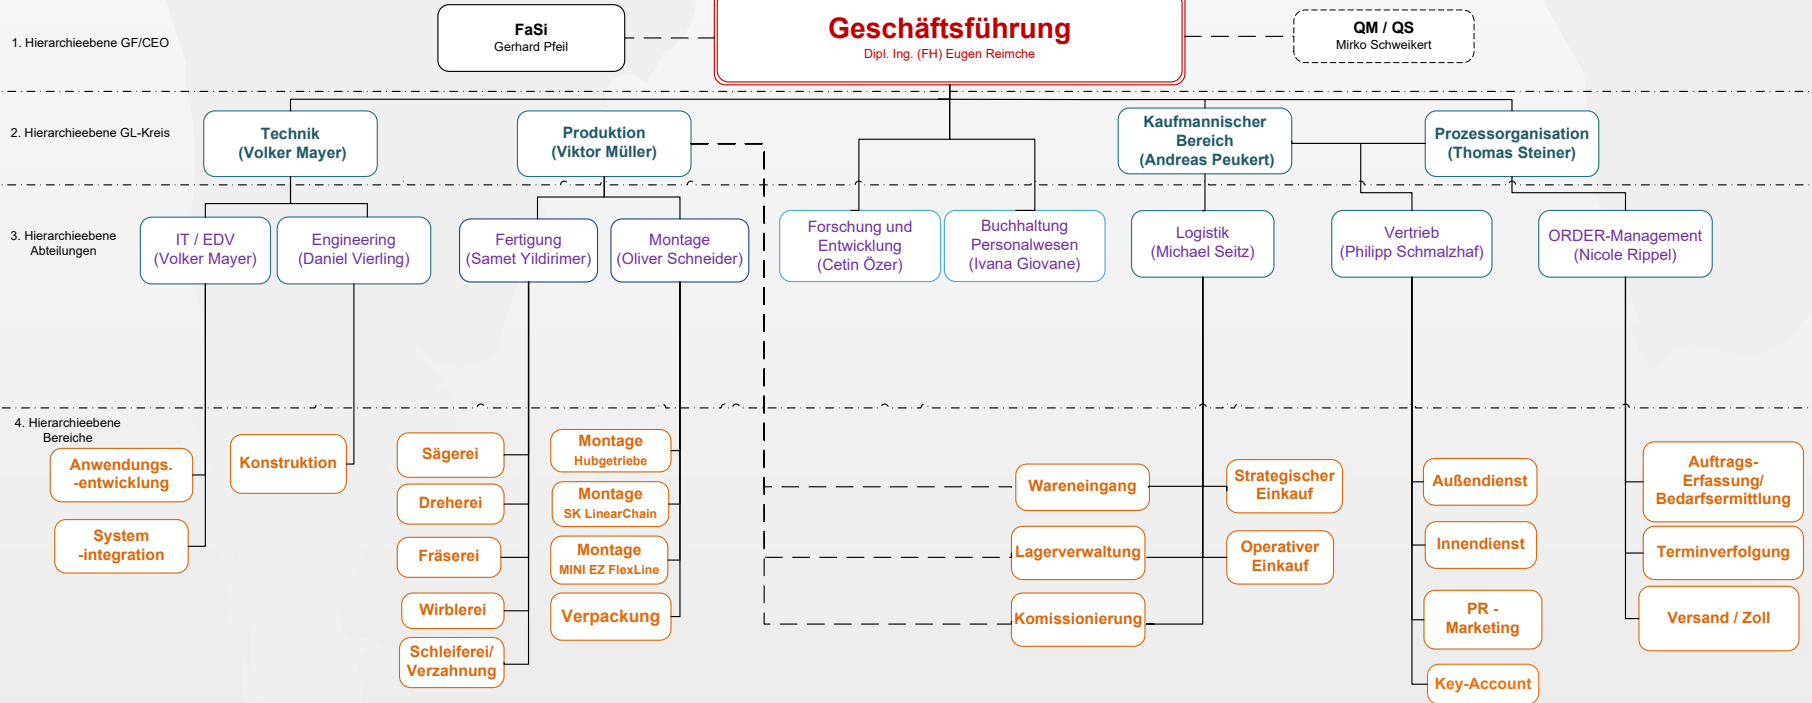 1. Hierarchieebene GF/CEO
FaSi
Gerhard Pfeil
Geschäftsführung
Dipl. Ing. (FH) Eugen Reimche
QM / QS
Mirko Schweikert
2. Hierarchieebene GL-Kreis
Technik
(Volker Mayer)
Produktion
(Viktor Müller)
Kaufmannischer
Bereich
(Andreas Peukert)
Prozessorganisation
(Thomas Steiner)
3. Hierarchieebene
Abteilungen
IT / EDV
(Volker Mayer)
Engineering
(Daniel Vierling)
Fertigung
(Samet Yildirimer)
Montage
(Oliver Schneider)
Forschung und
Entwicklung
(Cetin Özer)
Buchhaltung
Personalwesen
(Ivana Giovane)
Logistik
(Michael Seitz)
Vertrieb
(Philipp Schmalzhaf)
ORDER-Management
(Nicole Rippel)
4. Hierarchieebene
Bereiche
Anwendungs.
-entwicklung
System
-integration
Konstruktion
Sägerei
Dreherei
Fräserei
Wirblerei
Schleiferei/
Verzahnung
Montage
Hubgetriebe
Montage
SK LinearChain
Montage
MINI EZ FlexLine
Verpackung
Wareneingang
Lagerverwaltung
Komissionierung
Strategischer
Einkauf
Operativer
Einkauf
Außendienst
Innendienst
PR -
Marketing
Key-Account
Auftrags-
Erfassung/
Bedarfsermittlung
Terminverfolgung
Versand / Zoll